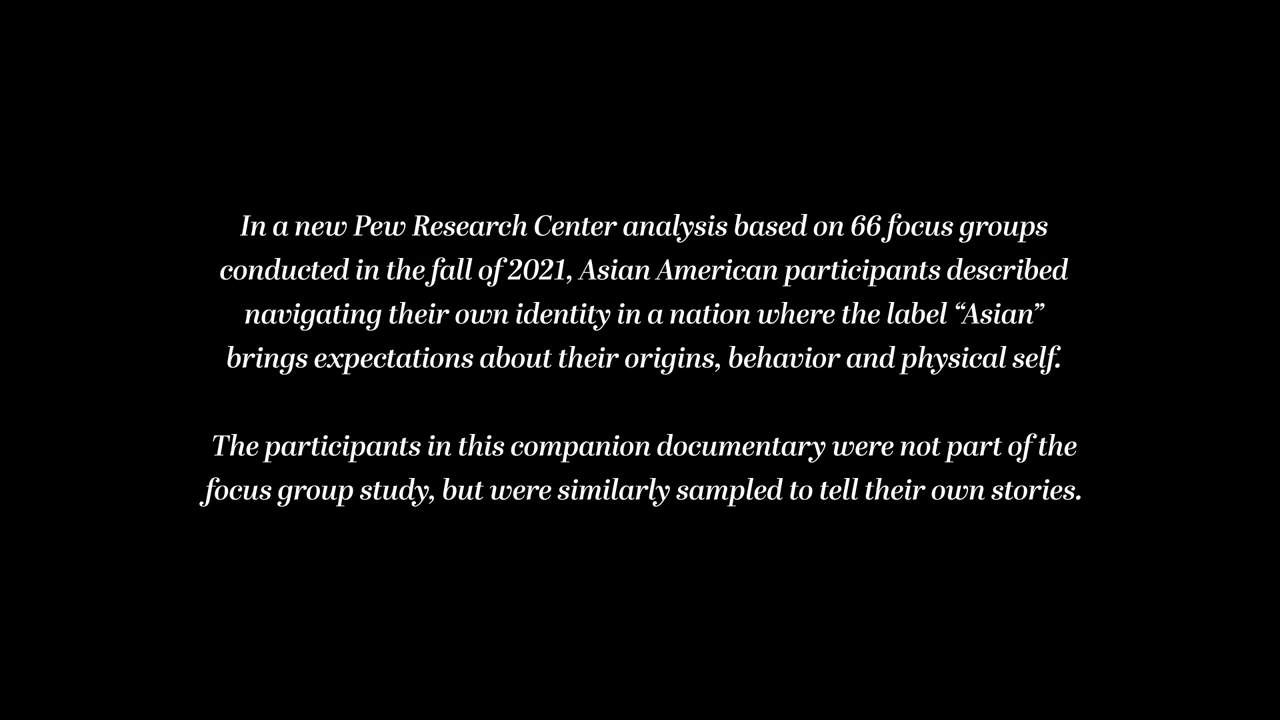 In a new Pew Research Center analysis based on 66 focus groups
conducted in the fall of 2021, Asian American participants described
navigating their own identity in a nation where the label “Asian”
brings expectations about their origins, behavior and physical self.
The participants in this companion documentary were not part of the
focus group study, but were similarly sampled to tell their own stories.